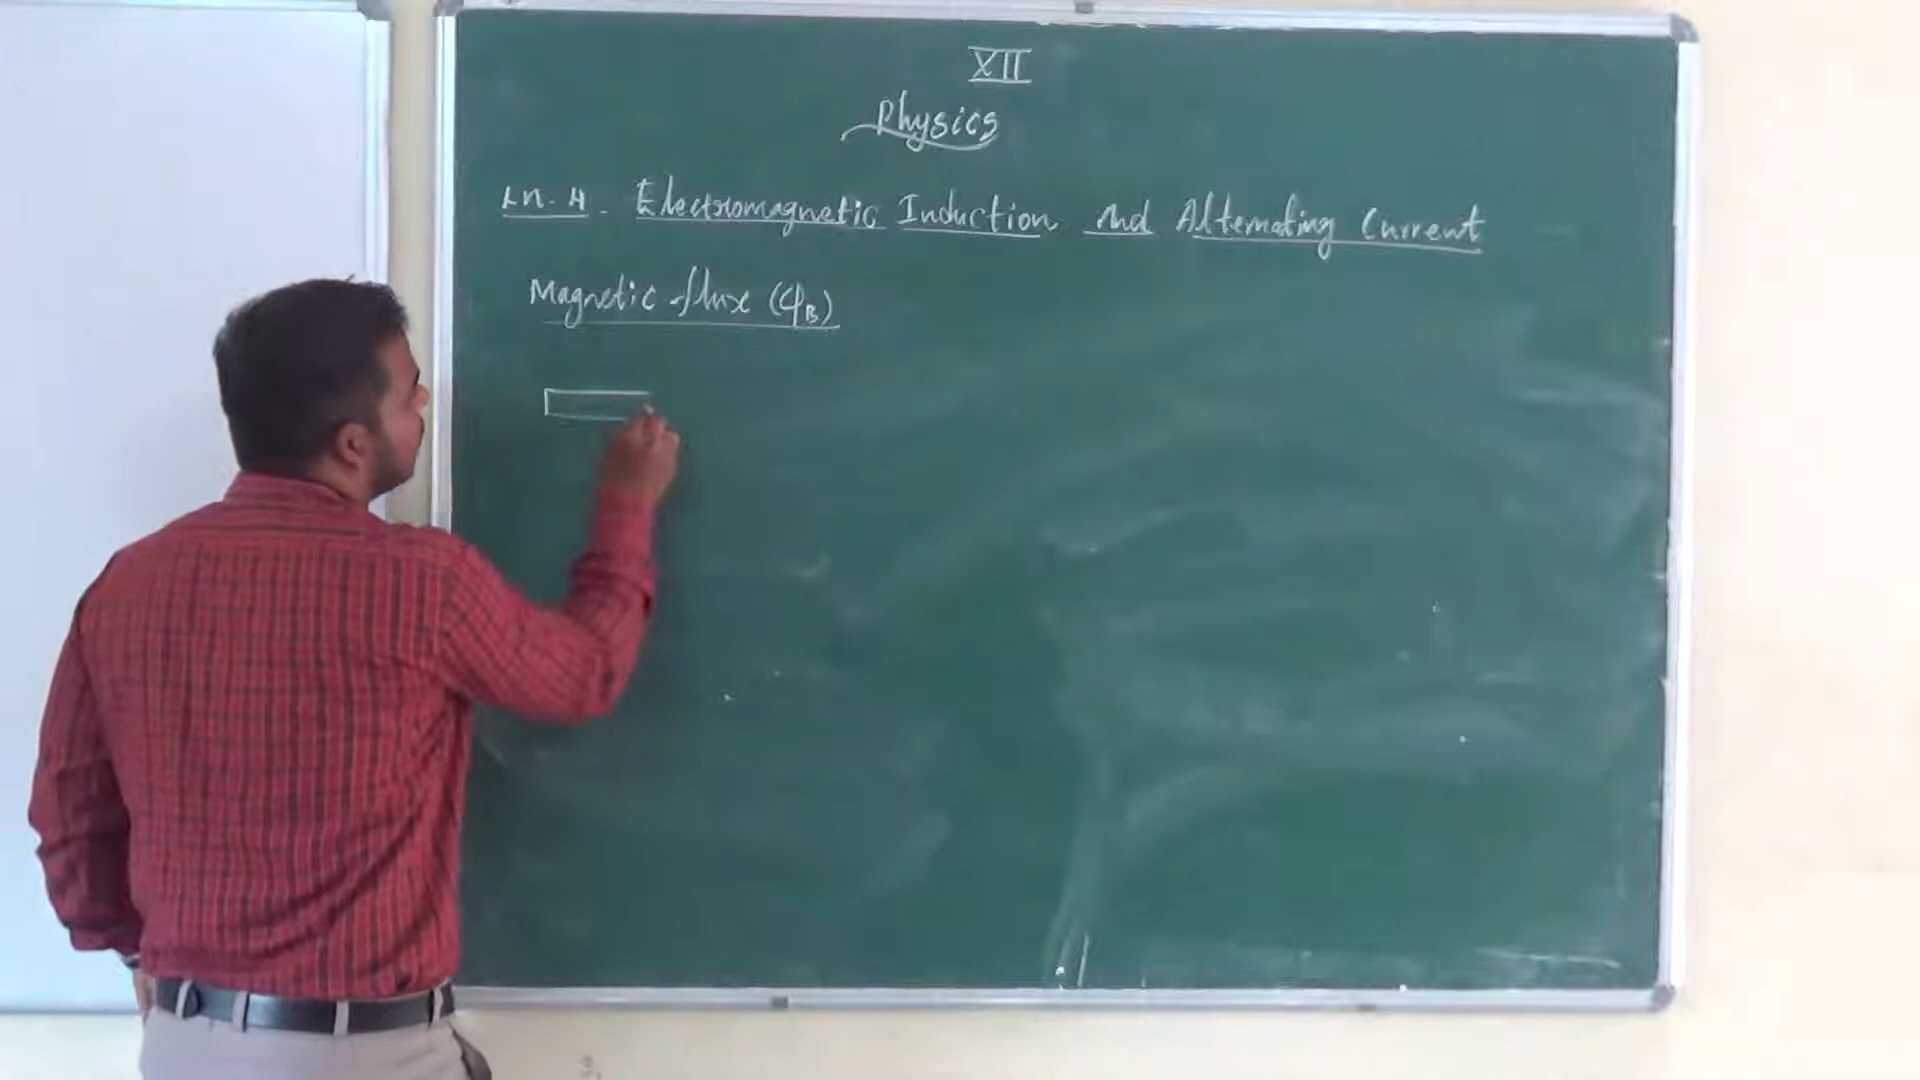 XII
Physics
Ln. 4. Electromagnetic Induction and Alternating Current
Magnetic flux (φB)